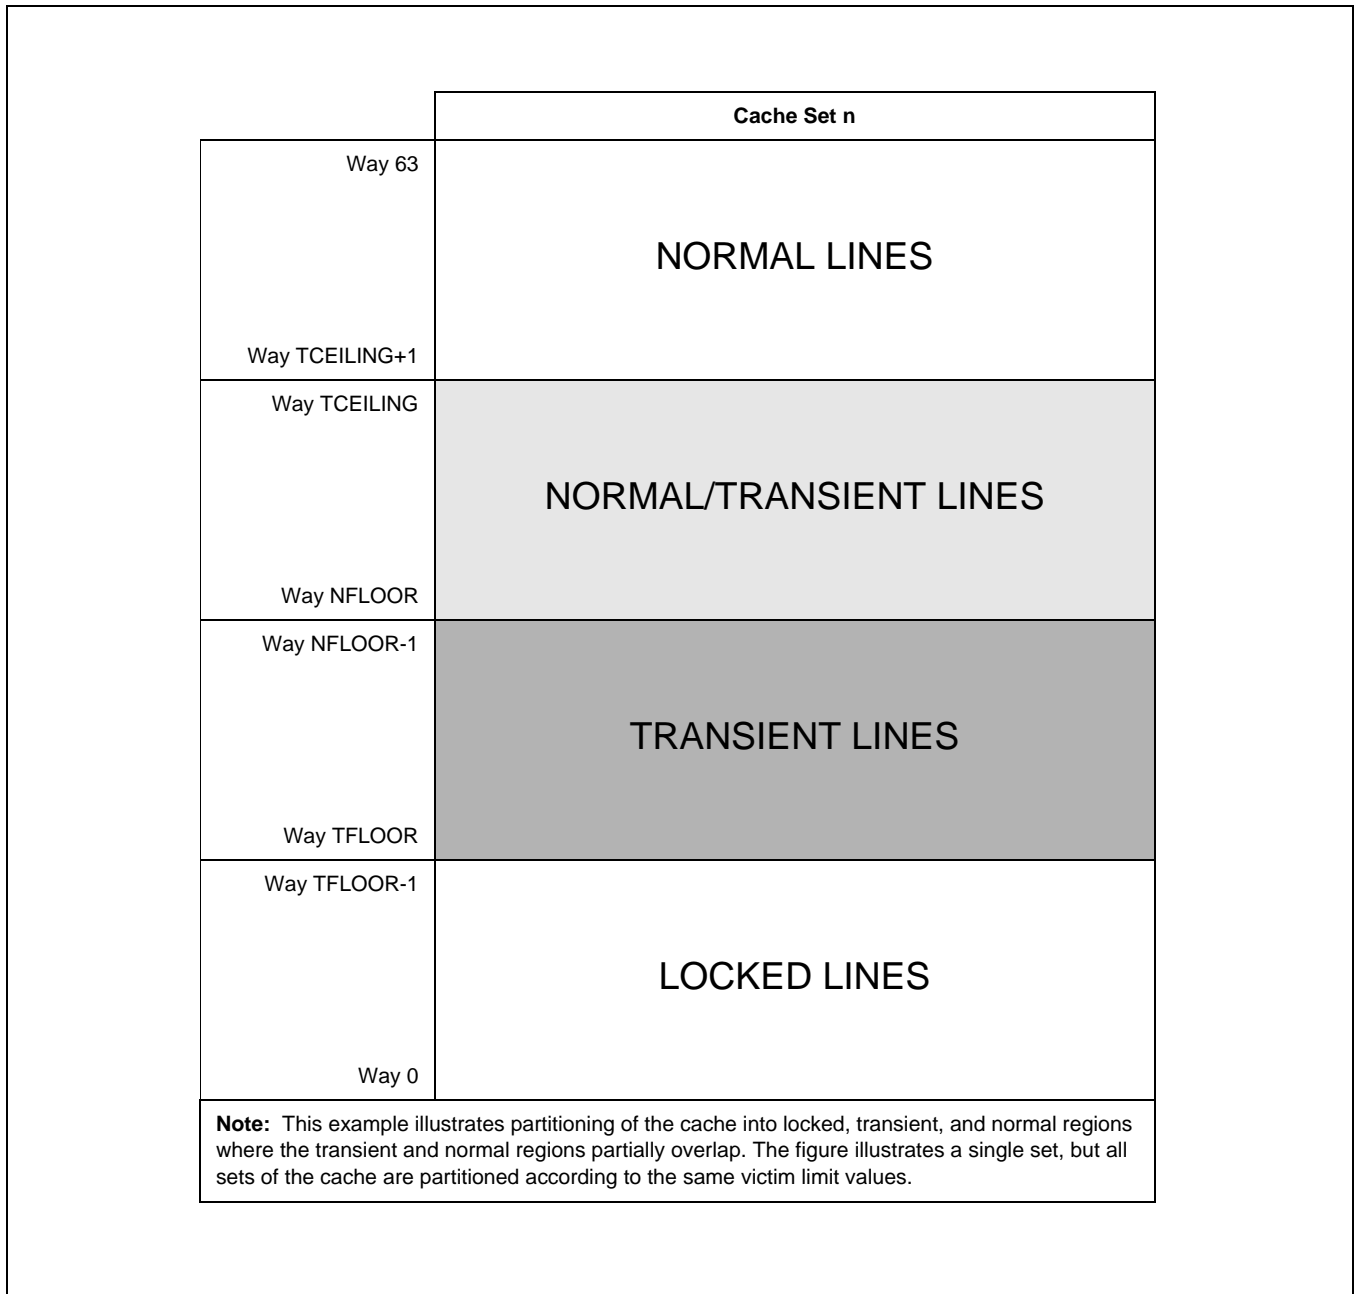 Cache Set n
Way 63
NORMAL LINES
Way TCEILING+1
Way TCEILING
NORMAL/TRANSIENT LINES
Way NFLOOR
Way NFLOOR-1
TRANSIENT LINES
Way TFLOOR
Way TFLOOR-1
LOCKED LINES
Way 0
Note: This example illustrates partitioning of the cache into locked, transient, and normal regions
where the transient and normal regions partially overlap. The figure illustrates a single set, but all
sets of the cache are partitioned according to the same victim limit values.